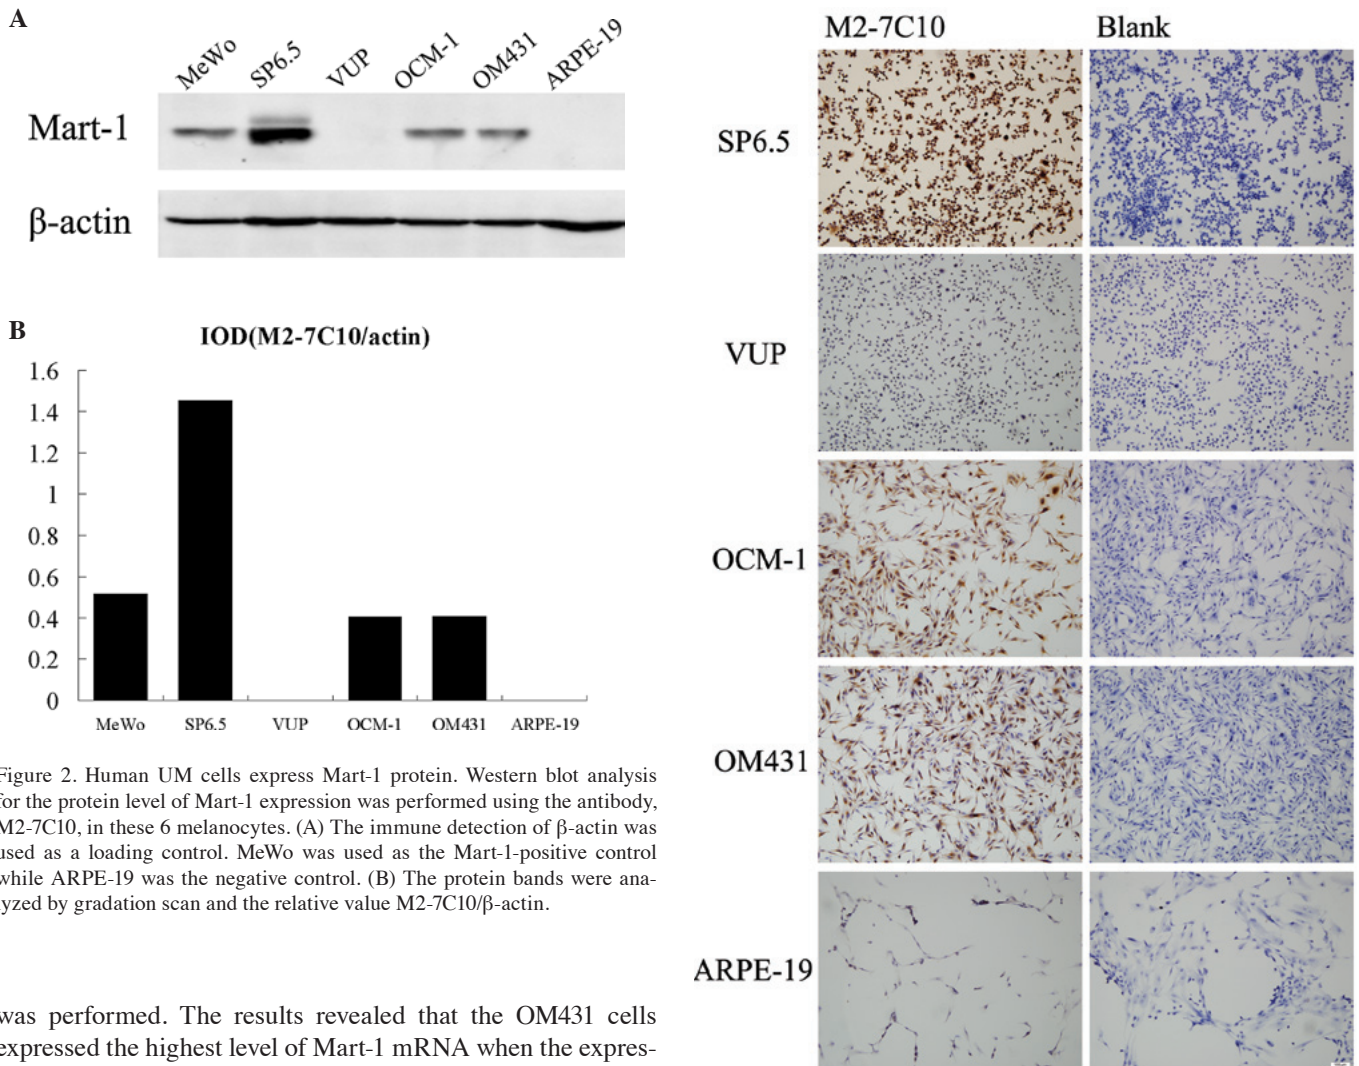 A
MeWo
SP6.5
VUP
OCM-1
OM431
ARPE-19
Mart-1
β-actin
B
IOD(M2-7C10/actin)
1.6
1.4
1.2
1
0.8
0.6
0.4
0.2
0
MeWo
SP6.5
VUP
OCM-1
OM431
ARPE-19
Figure 2. Human UM cells express Mart-1 protein. Western blot analysis
for the protein level of Mart-1 expression was performed using the antibody,
M2-7C10, in these 6 melanocytes. (A) The immune detection of β-actin was
used as a loading control. MeWo was used as the Mart-1-positive control
while ARPE-19 was the negative control. (B) The protein bands were ana-
lyzed by gradation scan and the relative value M2-7C10/β-actin.
was performed. The results revealed that the OM431 cells
expressed the highest level of Mart-1 mRNA when the expres-
M2-7C10
Blank
SP6.5
VUP
OCM-1
OM431
ARPE-19